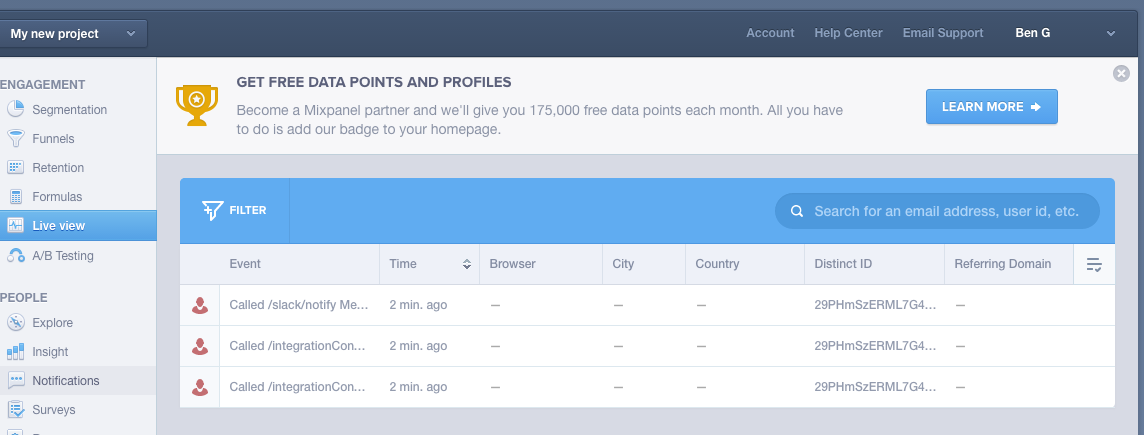 My new project
Account Help Center Email Support Ben G
ENGAGEMENT
Segmentation
Funnels
Retention
Formulas
Live view
A/B Testing
PEOPLE
Explore
Insight
Notifications
Surveys
GET FREE DATA POINTS AND PROFILES
Become a Mixpanel partner and we'll give you 175,000 free data points each month. All you have
to do is add our badge to your homepage.
LEARN MORE
FILTER
Search for an email address, user id, etc.
Event Time Browser City Country Distinct ID Referring Domain
Called /slack/notify Me... 2 min. ago — — — 29PHmSzERML7G4... —
Called /integrationCon... 2 min. ago — — — 29PHmSzERML7G4... —
Called /integrationCon... 2 min. ago — — — 29PHmSzERML7G4... —